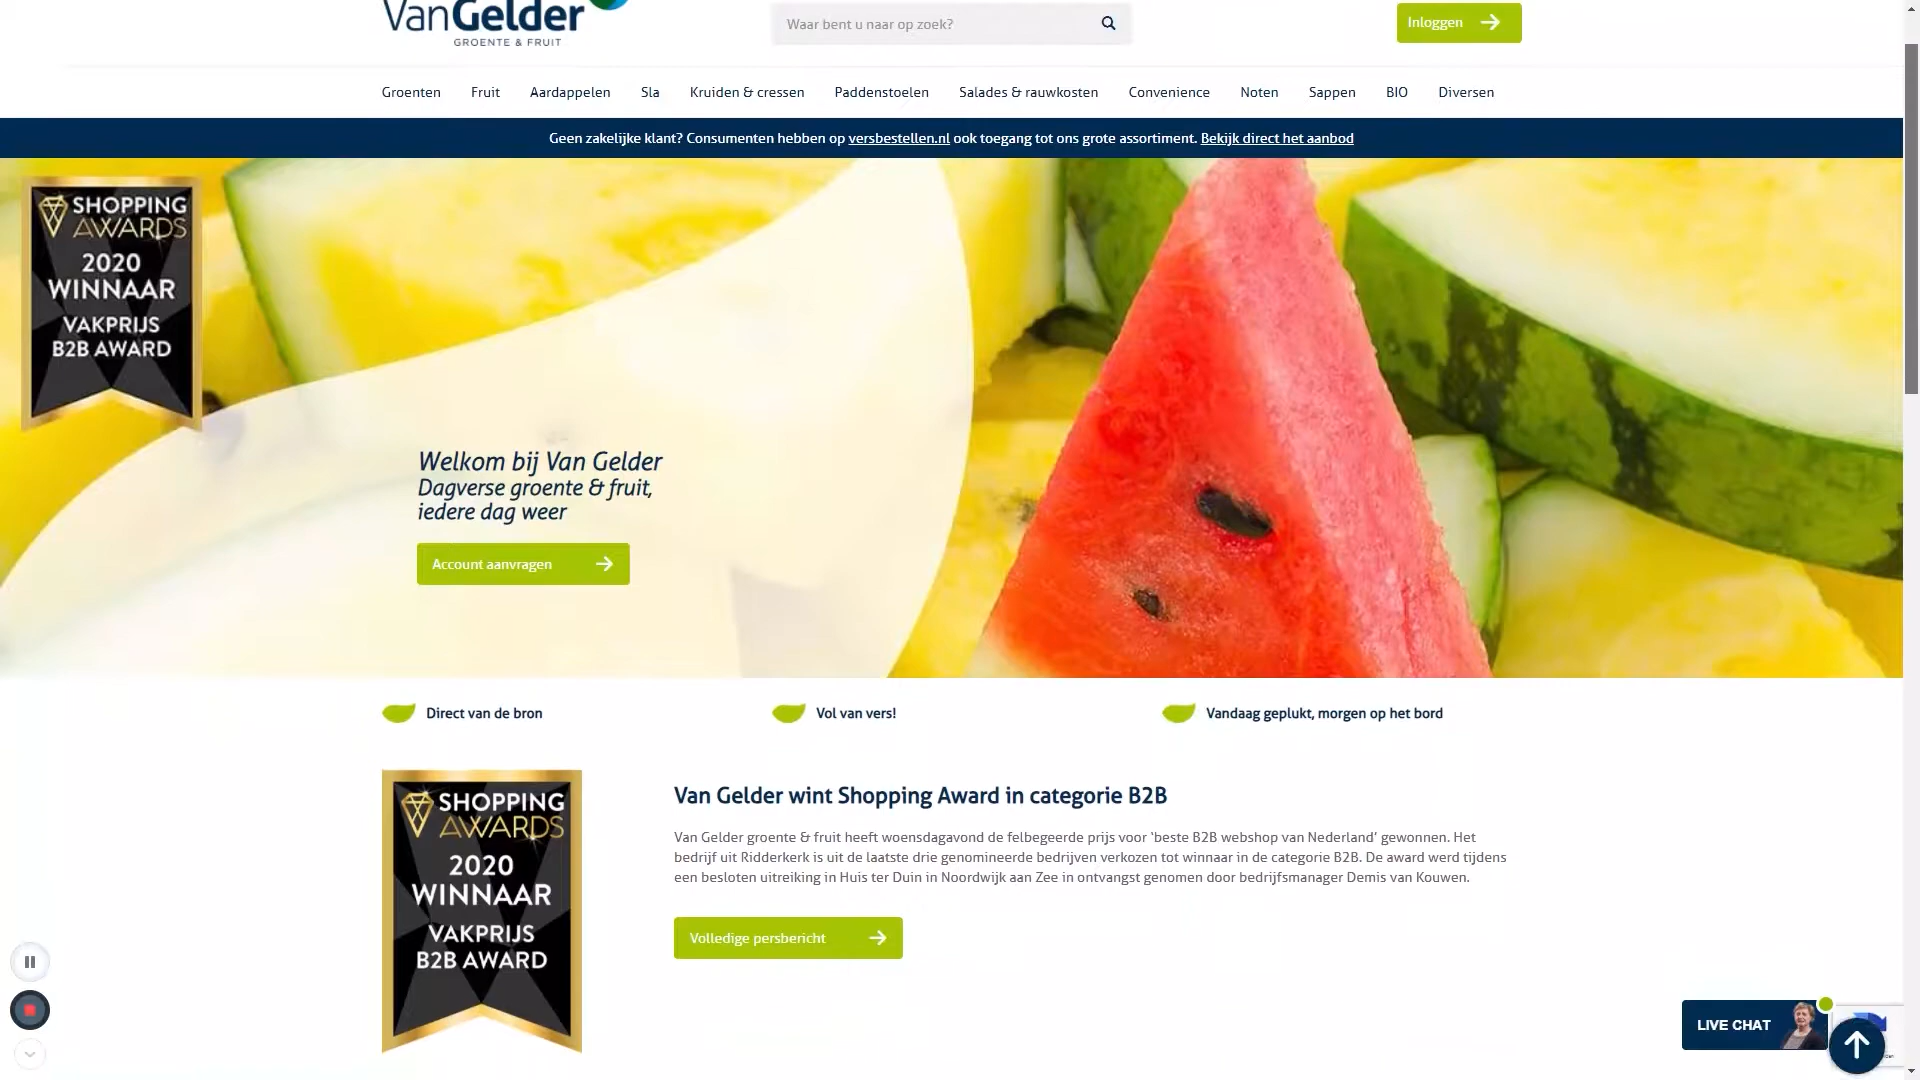 VanGelder
GROENTE & FRUIT
Waar bent u naar op zoek?
Inloggen
Groenten Fruit Aardappelen Sla Kruiden & cressen Paddenstoelen Salades & rauwkosten Convenience Noten Sappen BIO Diversen
Geen zakelijke klant? Consumenten hebben op versbestellen.nl ook toegang tot ons grote assortiment. Bekijk direct het aanbod
SHOPPING
AWARDS
2020
WINNAAR
VAKPRIJS
B2B AWARD
Welkom bij Van Gelder
Dagverse groente & fruit,
iedere dag weer
Account aanvragen
Direct van de bron
Vol van vers!
Vandaag geplukt, morgen op het bord
SHOPPING
AWARDS
2020
WINNAAR
VAKPRIJS
B2B AWARD
Van Gelder wint Shopping Award in categorie B2B
Van Gelder groente & fruit heeft woensdagavond de felbegeerde prijs voor ‘beste B2B webshop van Nederland’ gewonnen. Het
bedrijf uit Ridderkerk is uit de laatste drie genomineerde bedrijven verkozen tot winnaar in de categorie B2B. De award werd tijdens
een besloten uitreiking in Huis ter Duin in Noordwijk aan Zee in ontvangst genomen door bedrijfsmanager Demis van Kouwen.
Volledige persbericht
LIVE CHAT